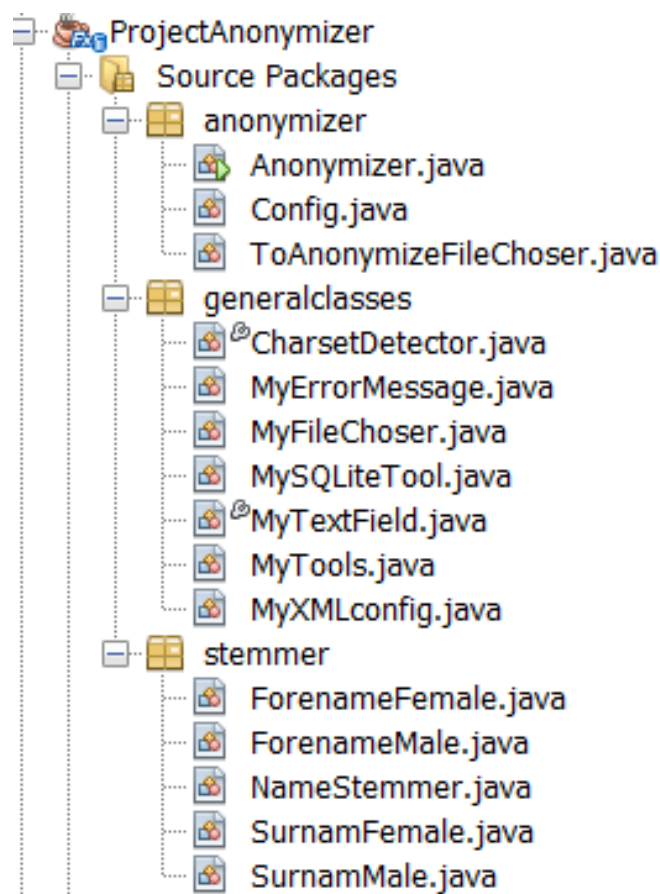 ProjectAnonymizer
Source Packages
anonymizer
Anonymizer.java
Config.java
ToAnonymizeFileChoser.java
generalclasses
CharsetDetector.java
MyErrorMessage.java
MyFileChoser.java
MySQLiteTool.java
MyTextField.java
MyTools.java
MyXMLconfig.java
stemmer
ForenameFemale.java
ForenameMale.java
NameStemmer.java
SurnamFemale.java
SurnamMale.java